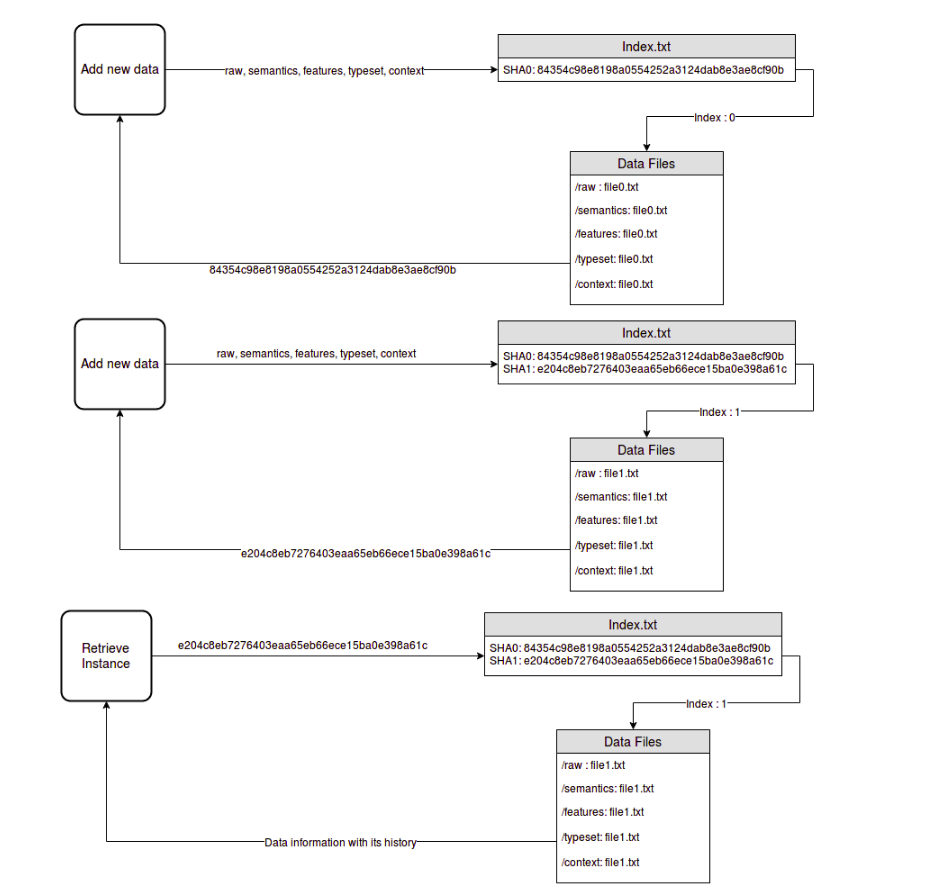 Add new data
raw, semantics, features, typeset, context
Index.txt
SHA0: 84354c98e8198a0554252a3124dab8e3ae8cf90b
Index : 0
Data Files
/raw : file0.txt
/semantics: file0.txt
/features: file0.txt
/typeset: file0.txt
/context: file0.txt
84354c98e8198a0554252a3124dab8e3ae8cf90b
Add new data
raw, semantics, features, typeset, context
Index.txt
SHA0: 84354c98e8198a0554252a3124dab8e3ae8cf90b
SHA1: e204c8eb7276403eaa65eb66ece15ba0e398a61c
Index : 1
Data Files
/raw : file1.txt
/semantics: file1.txt
/features: file1.txt
/typeset: file1.txt
/context: file1.txt
e204c8eb7276403eaa65eb66ece15ba0e398a61c
Retrieve
Instance
e204c8eb7276403eaa65eb66ece15ba0e398a61c
Index.txt
SHA0: 84354c98e8198a0554252a3124dab8e3ae8cf90b
SHA1: e204c8eb7276403eaa65eb66ece15ba0e398a61c
Index : 1
Data Files
/raw : file1.txt
/semantics: file1.txt
/features: file1.txt
/typeset: file1.txt
/context: file1.txt
Data information with its history